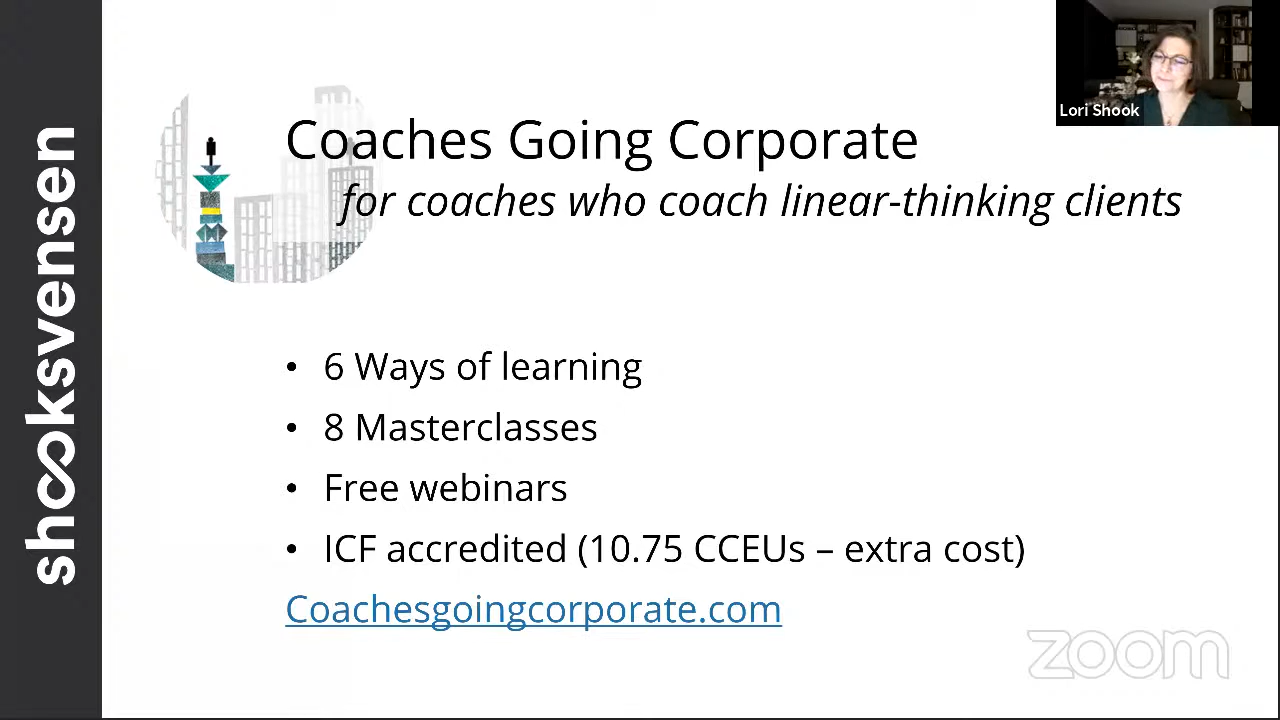 shooksvensen
Coaches Going Corporate
for coaches who coach linear-thinking clients
• 6 Ways of learning
• 8 Masterclasses
• Free webinars
• ICF accredited (10.75 CCEUs – extra cost)
Coachesgoingcorporate.com
Lori Shook
zoom